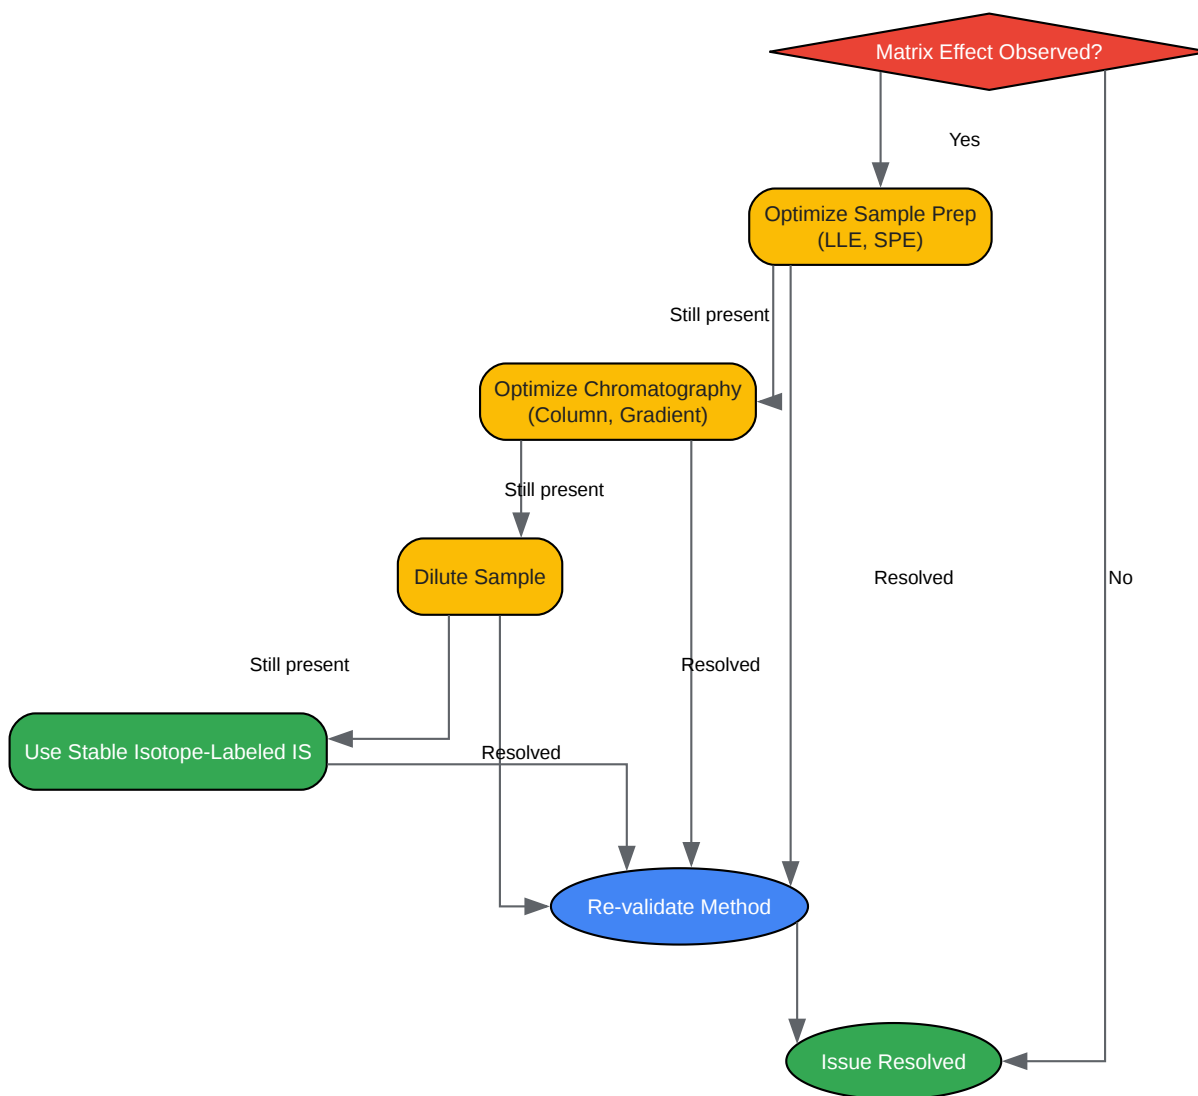 Matrix Effect Observed?
Yes
Optimize Sample Prep
(LLE, SPE)
Still present
Optimize Chromatography
(Column, Gradient)
Still present
Dilute Sample
Resolved
No
Still present
Resolved
Use Stable Isotope-Labeled IS
Resolved
Re-validate Method
Issue Resolved